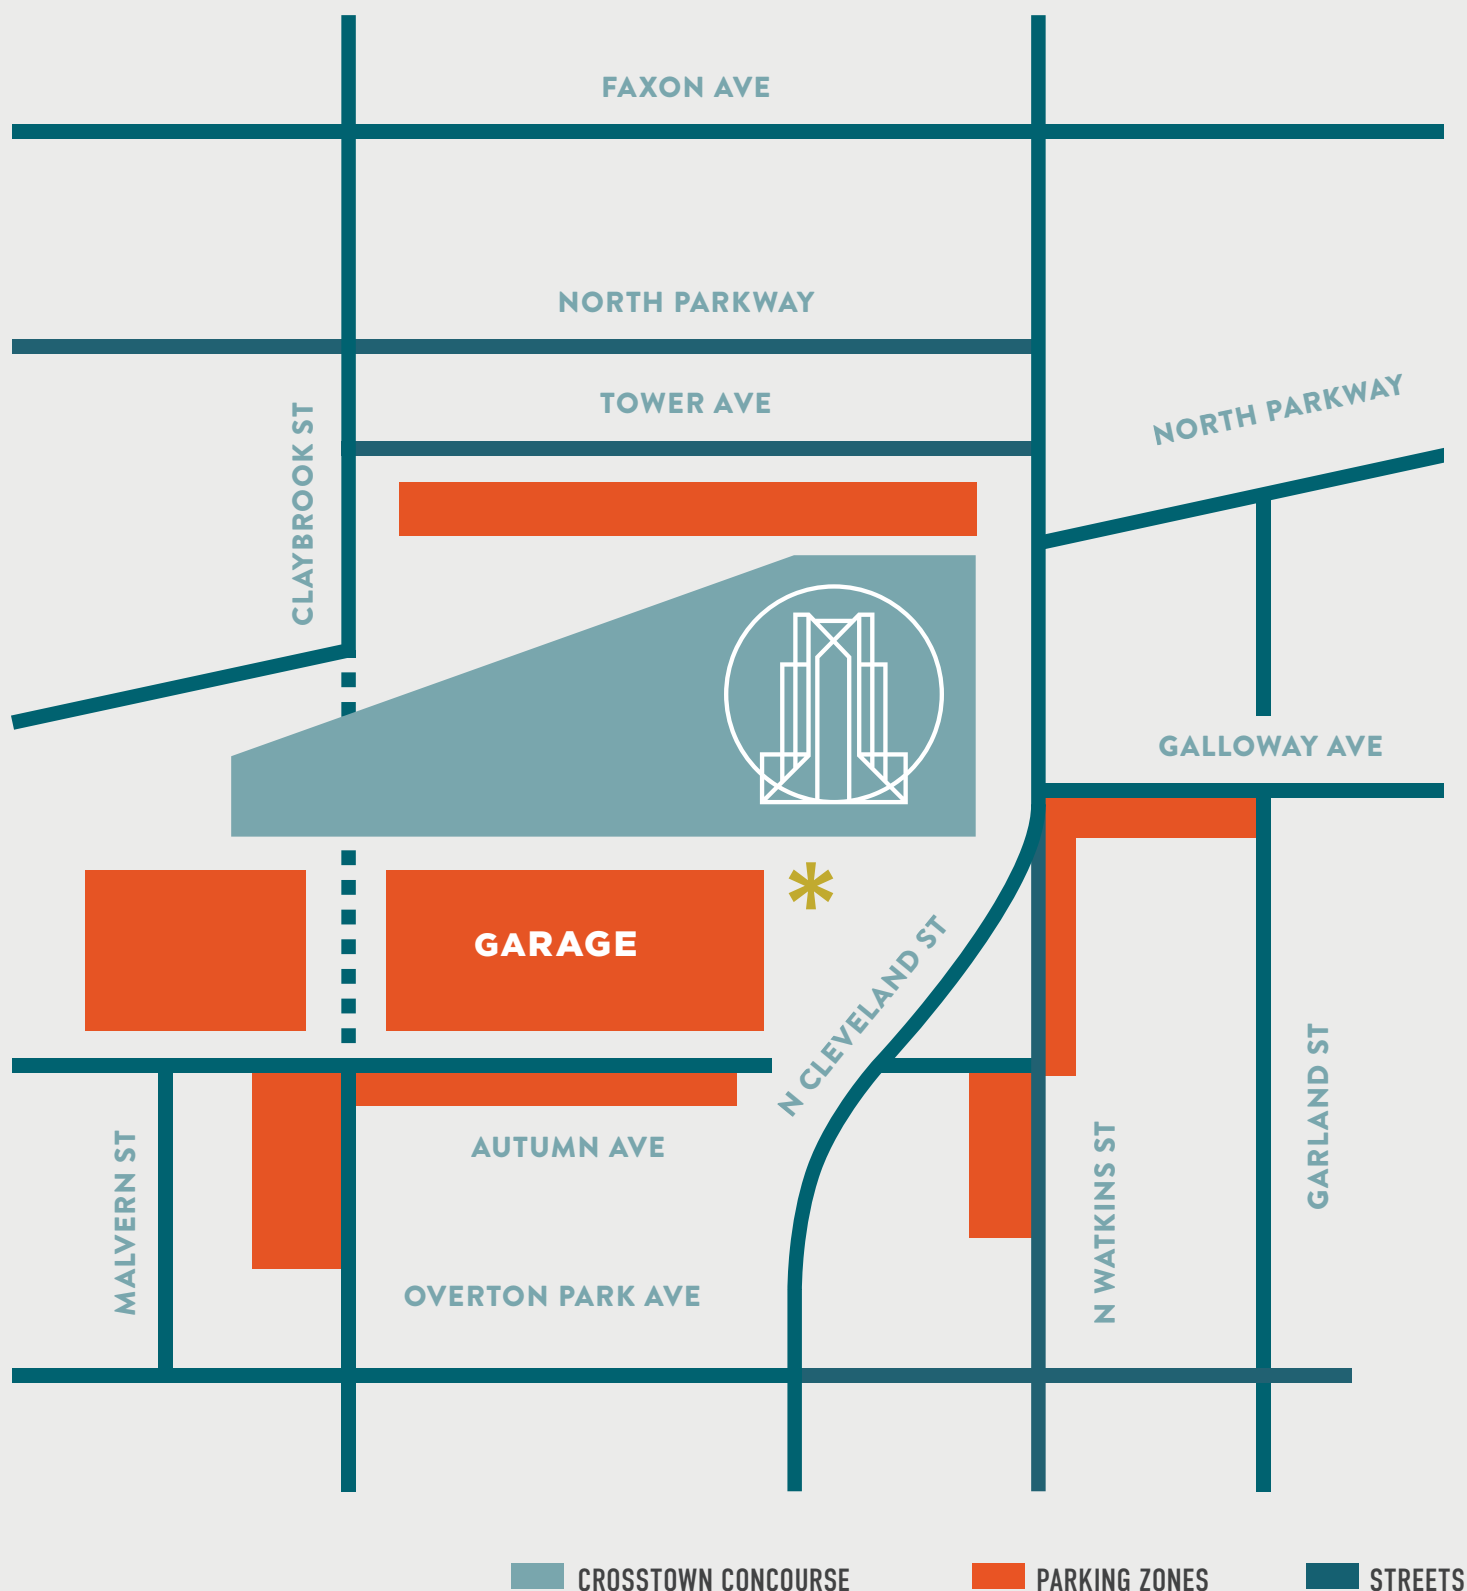 FAXON AVE
NORTH PARKWAY
TOWER AVE
NORTH PARKWAY
CLAYBROOK ST
GALLOWAY AVE
*
GARAGE
N CLEVELAND ST
GARLAND ST
AUTUMN AVE
MALVERN ST
N WATKINS ST
OVERTON PARK AVE
CROSSTOWN CONCOURSE
PARKING ZONES
STREETS